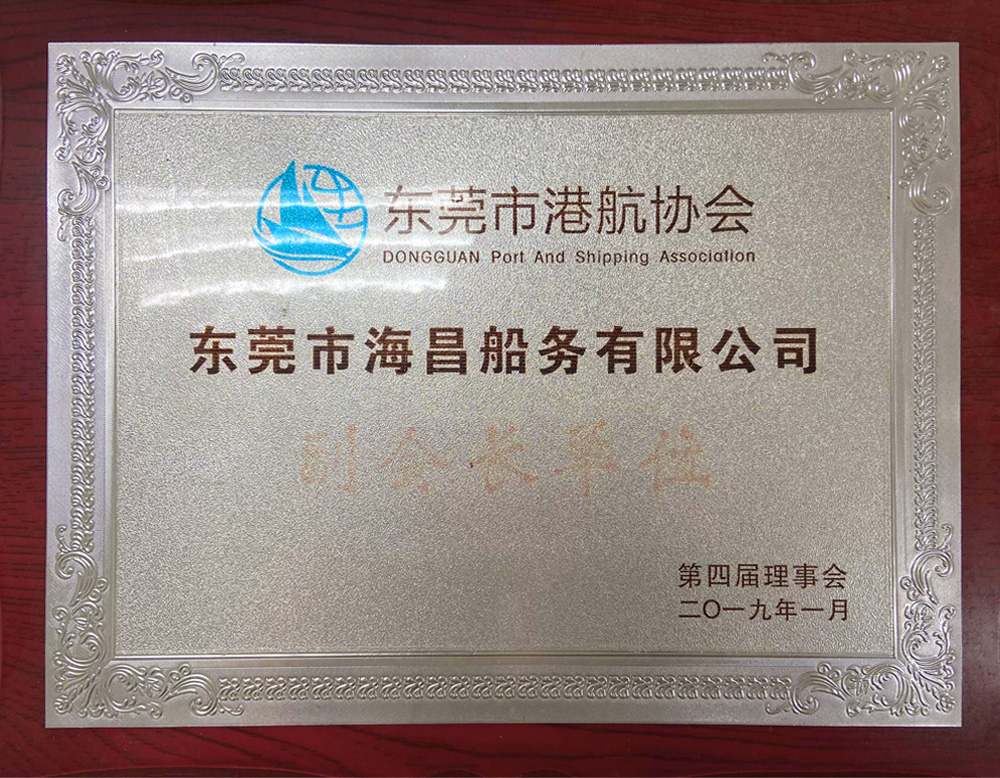 东莞市港航协会
DONGGUAN Port And Shipping Association
东莞市海昌船务有限公司
副会长单位
第四届理事会
二〇一九年一月